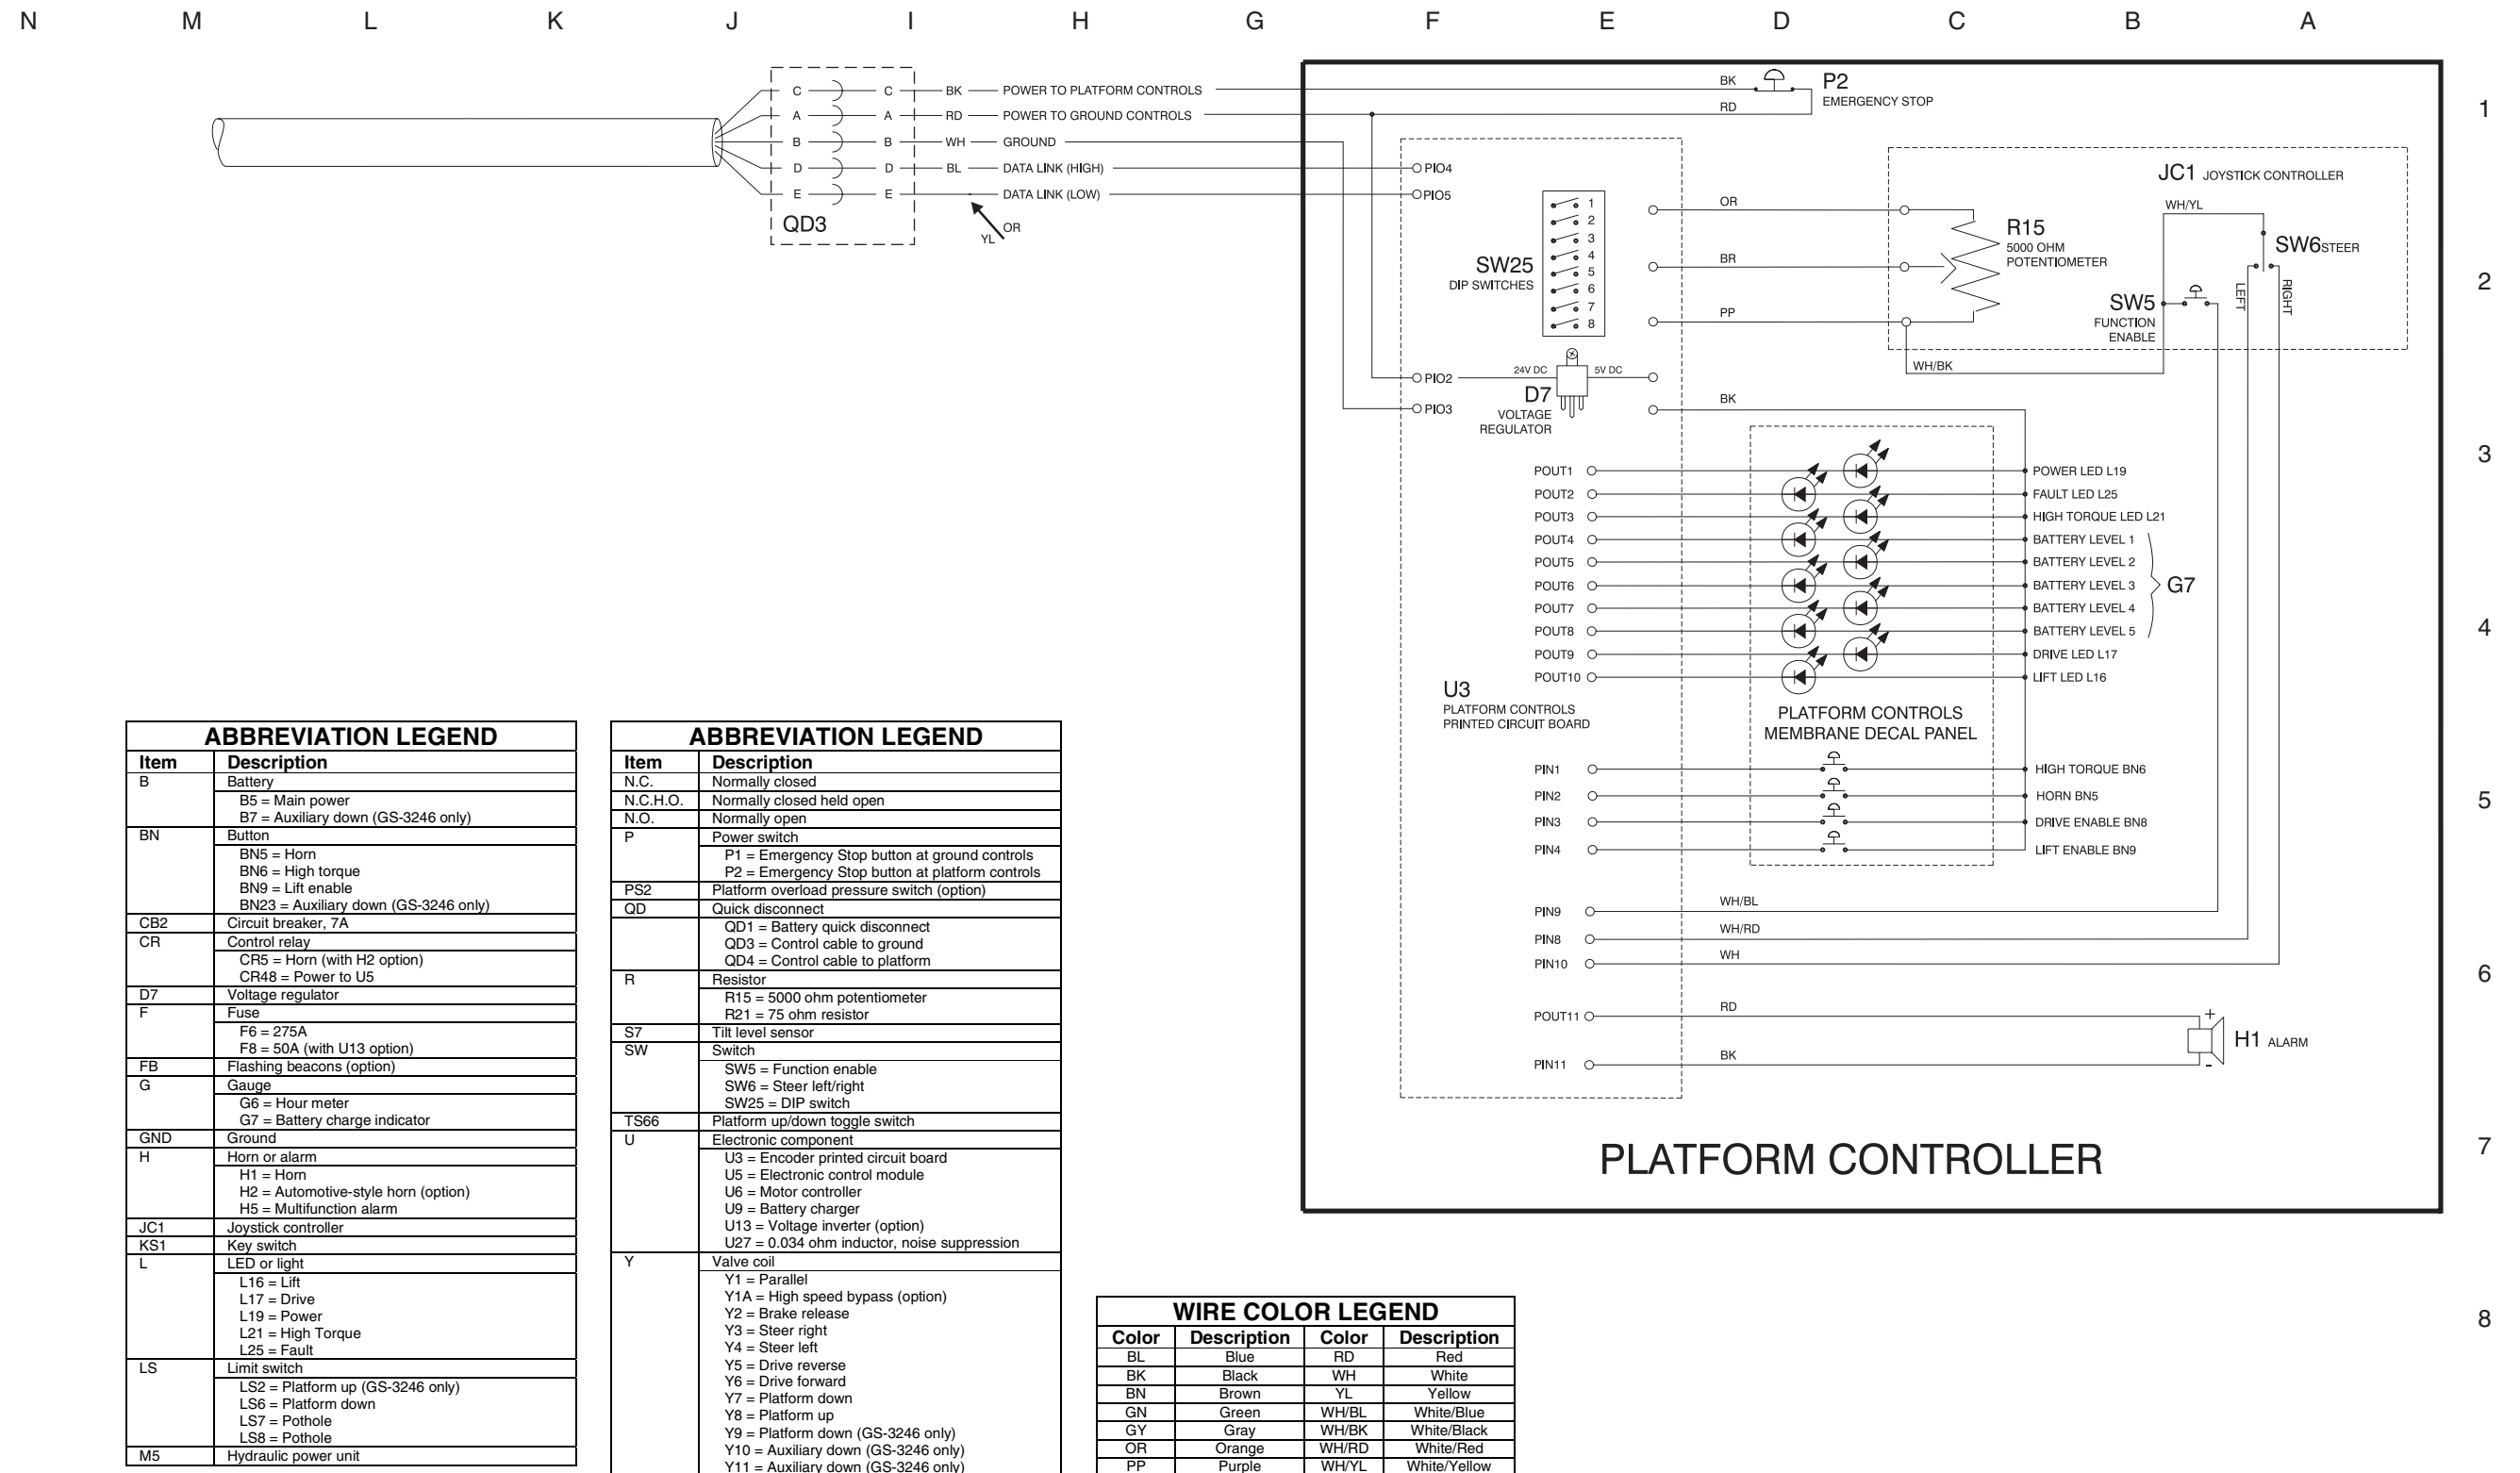 N M L K J I H G F E D C B A
1
2
3
4
5
6
7
8
C C BK POWER TO PLATFORM CONTROLS
A A RD POWER TO GROUND CONTROLS
B B WH GROUND
D D BL DATA LINK (HIGH)
E E DATA LINK (LOW)
QD3
YL OR
BK
RD
P2
EMERGENCY STOP
PIO4
PIO5
SW25
DIP SWITCHES
1
2
3
4
5
6
7
8
OR
BR
PP
JC1 JOYSTICK CONTROLLER
R15
5000 OHM
POTENTIOMETER
WH/YL
SW6 STEER
LEFT
RIGHT
SW5
FUNCTION
ENABLE
WH/BK
PIO2
24V DC
5V DC
D7
VOLTAGE
REGULATOR
PIO3
BK
POUT1 POWER LED L19
POUT2 FAULT LED L25
POUT3 HIGH TORQUE LED L21
POUT4 BATTERY LEVEL 1
POUT5 BATTERY LEVEL 2
POUT6 BATTERY LEVEL 3
POUT7 BATTERY LEVEL 4
POUT8 BATTERY LEVEL 5
G7
POUT9 DRIVE LED L17
POUT10 LIFT LED L16
U3
PLATFORM CONTROLS
PRINTED CIRCUIT BOARD
PLATFORM CONTROLS
MEMBRANE DECAL PANEL
PIN1 HIGH TORQUE BN6
PIN2 HORN BN5
PIN3 DRIVE ENABLE BN8
PIN4 LIFT ENABLE BN9
PIN9 WH/BL
PIN8 WH/RD
PIN10 WH
POUT11 RD
PIN11 BK
+
-
H1 ALARM
PLATFORM CONTROLLER
ABBREVIATION LEGEND
Item Description
B Battery
B5 = Main power
B7 = Auxiliary down (GS-3246 only)
BN Button
BN5 = Horn
BN6 = High torque
BN9 = Lift enable
BN23 = Auxiliary down (GS-3246 only)
CB2 Circuit breaker, 7A
CR Control relay
CR5 = Horn (with H2 option)
CR48 = Power to U5
D7 Voltage regulator
F Fuse
F6 = 275A
F8 = 50A (with U13 option)
FB Flashing beacons (option)
G Gauge
G6 = Hour meter
G7 = Battery charge indicator
GND Ground
H Horn or alarm
H1 = Horn
H2 = Automotive-style horn (option)
H5 = Multifunction alarm
JC1 Joystick controller
KS1 Key switch
L LED or light
L16 = Lift
L17 = Drive
L19 = Power
L21 = High Torque
L25 = Fault
LS Limit switch
LS2 = Platform up (GS-3246 only)
LS6 = Platform down
LS7 = Pothole
LS8 = Pothole
M5 Hydraulic power unit
ABBREVIATION LEGEND
Item Description
N.C. Normally closed
N.C.H.O. Normally closed held open
N.O. Normally open
P Power switch
P1 = Emergency Stop button at ground controls
P2 = Emergency Stop button at platform controls
PS2 Platform overload pressure switch (option)
QD Quick disconnect
QD1 = Battery quick disconnect
QD3 = Control cable to ground
QD4 = Control cable to platform
R Resistor
R15 = 5000 ohm potentiometer
R21 = 75 ohm resistor
S7 Tilt level sensor
SW Switch
SW5 = Function enable
SW6 = Steer left/right
SW25 = DIP switch
TS66 Platform up/down toggle switch
U Electronic component
U3 = Encoder printed circuit board
U5 = Electronic control module
U6 = Motor controller
U9 = Battery charger
U13 = Voltage inverter (option)
U27 = 0.034 ohm inductor, noise suppression
Y Valve coil
Y1 = Parallel
Y1A = High speed bypass (option)
Y2 = Brake release
Y3 = Steer right
Y4 = Steer left
Y5 = Drive reverse
Y6 = Drive forward
Y7 = Platform down
Y8 = Platform up
Y9 = Platform down (GS-3246 only)
Y10 = Auxiliary down (GS-3246 only)
Y11 = Auxiliary down (GS-3246 only)
WIRE COLOR LEGEND
Color Description Color Description
BL Blue RD Red
BK Black WH White
BN Brown YL Yellow
GN Green WH/BL White/Blue
GY Gray WH/BK White/Black
OR Orange WH/RD White/Red
PP Purple WH/YL White/Yellow